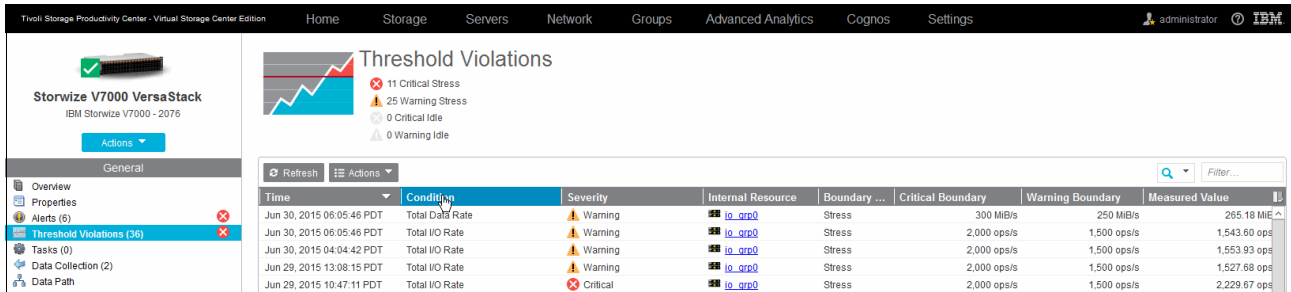 Tivoli Storage Productivity Center - Virtual Storage Center Edition Home Storage Servers Network Groups Advanced Analytics Cognos Settings administrator IBM
Storwize V7000 VersaStack
IBM Storwize V7000 - 2076
Actions
General
Overview
Properties
Alerts (6)
Threshold Violations (36)
Tasks (0)
Data Collection (2)
Data Path
Threshold Violations
11 Critical Stress
25 Warning Stress
0 Critical Idle
0 Warning Idle
Refresh Actions Filter...
Time Condition Severity Internal Resource Boundary ... Critical Boundary Warning Boundary Measured Value
Jun 30, 2015 06:05:46 PDT Total Data Rate Warning io_grp0 Stress 300 MiB/s 250 MiB/s 265.18 MiB
Jun 30, 2015 06:05:46 PDT Total I/O Rate Warning io_grp0 Stress 2,000 ops/s 1,500 ops/s 1,543.60 ops
Jun 30, 2015 04:04:42 PDT Total I/O Rate Warning io_grp0 Stress 2,000 ops/s 1,500 ops/s 1,553.93 ops
Jun 29, 2015 13:08:15 PDT Total I/O Rate Warning io_grp0 Stress 2,000 ops/s 1,500 ops/s 1,527.68 ops
Jun 29, 2015 10:47:11 PDT Total I/O Rate Critical io_grp0 Stress 2,000 ops/s 1,500 ops/s 2,229.67 ops